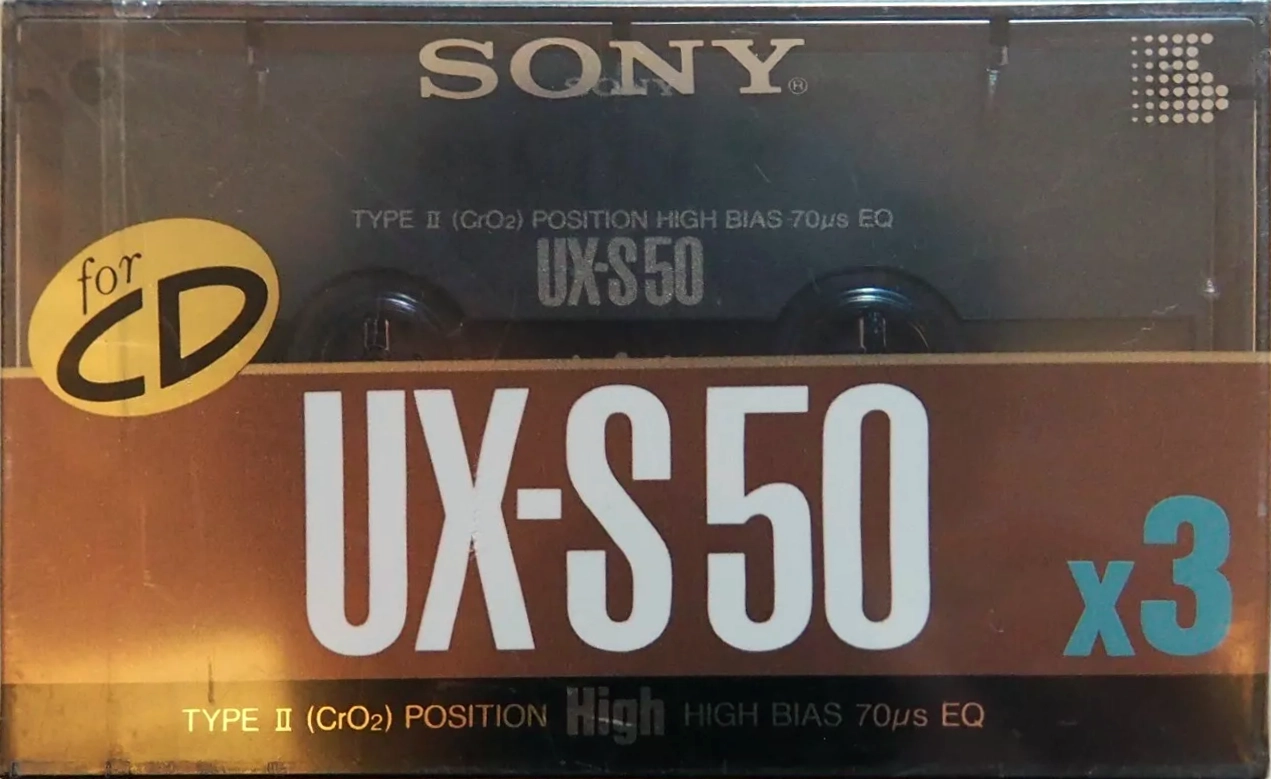 SONY®
SONY
TYPE II (CrO₂) POSITION HIGH BIAS 70µs EQ
UX-S50
for
CD
UX-S50
x3
TYPE II (CrO₂) POSITION High HIGH BIAS 70µs EQ